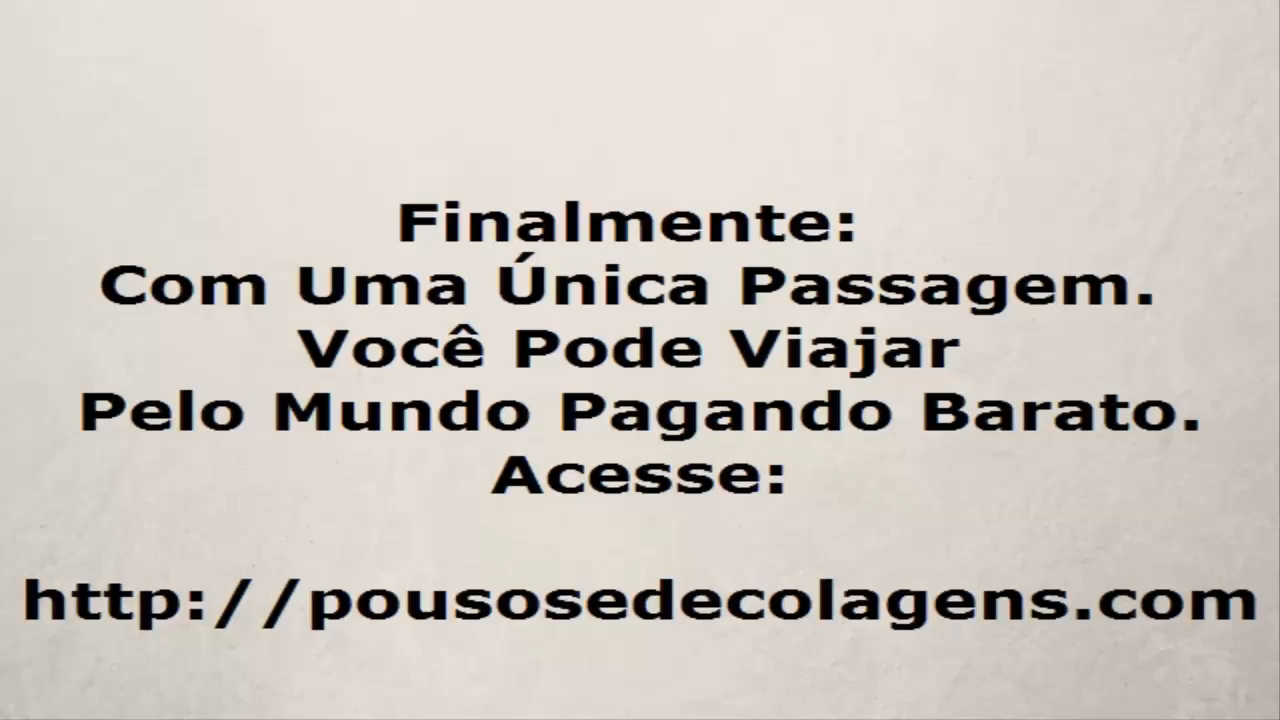 Finalmente:
Com Uma Única Passagem.
Você Pode Viajar
Pelo Mundo Pagando Barato.
Acesse:
http://pousosedecolagens.com